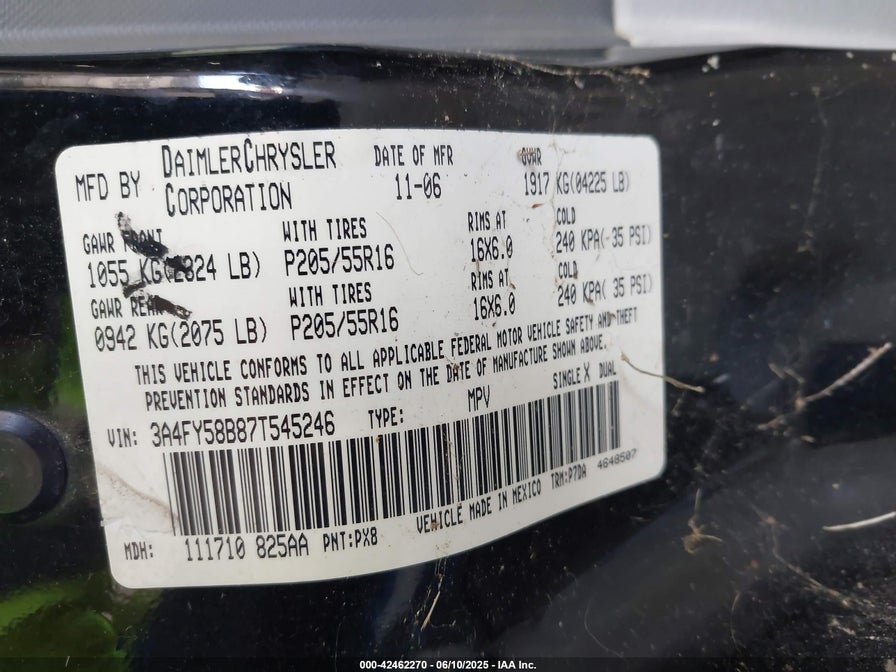 MFD BY DAIMLERCHRYSLER CORPORATION
DATE OF MFR 11-06
GVWR 1917 KG(04225 LB)
GAWR FRONT WITH TIRES RIMS AT COLD
1055 KG(2324 LB) P205/55R16 16X6.0 240 KPA( 35 PSI)
GAWR REAR WITH TIRES RIMS AT COLD
0942 KG(2075 LB) P205/55R16 16X6.0 240 KPA( 35 PSI)
THIS VEHICLE CONFORMS TO ALL APPLICABLE FEDERAL MOTOR VEHICLE SAFETY AND THEFT
PREVENTION STANDARDS IN EFFECT ON THE DATE OF MANUFACTURE SHOWN ABOVE.
VIN: 3A4FY58B87T545246 TYPE: MPV SINGLE X DUAL
MDH: 111710 825AA PNT:PX8 VEHICLE MADE IN MEXICO TRM:P7DA 4648507
000-42462270 - 06/10/2025 - IAA Inc.